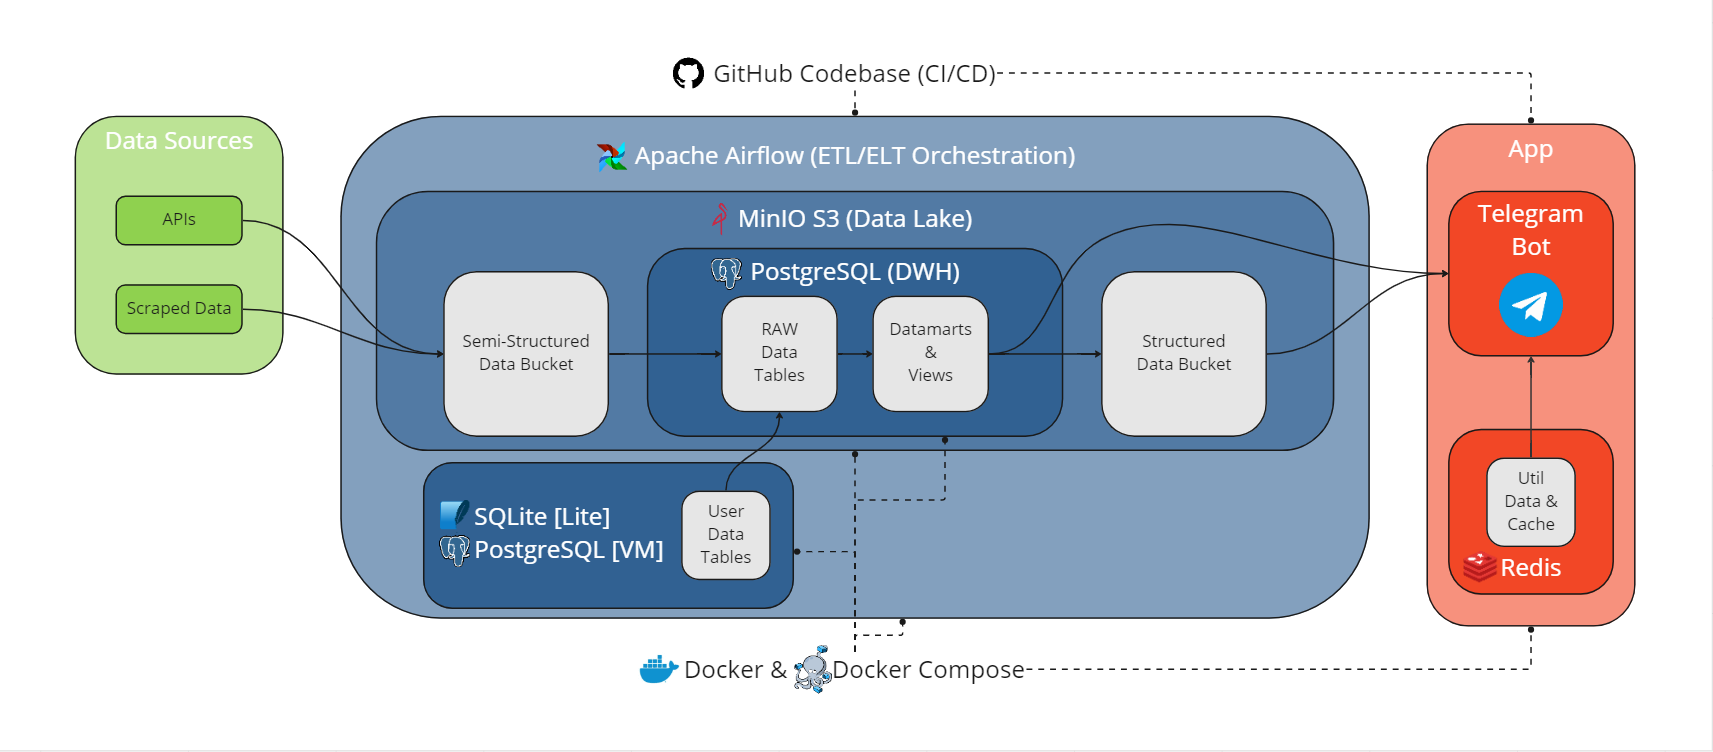 GitHub Codebase (CI/CD)
Data Sources
APIs
Scraped Data
Apache Airflow (ETL/ELT Orchestration)
MinIO S3 (Data Lake)
PostgreSQL (DWH)
Semi-Structured
Data Bucket
RAW
Data
Tables
Datamarts
&
Views
Structured
Data Bucket
SQLite [Lite]
PostgreSQL [VM]
User
Data
Tables
App
Telegram
Bot
Util
Data &
Cache
Redis
Docker & Docker Compose